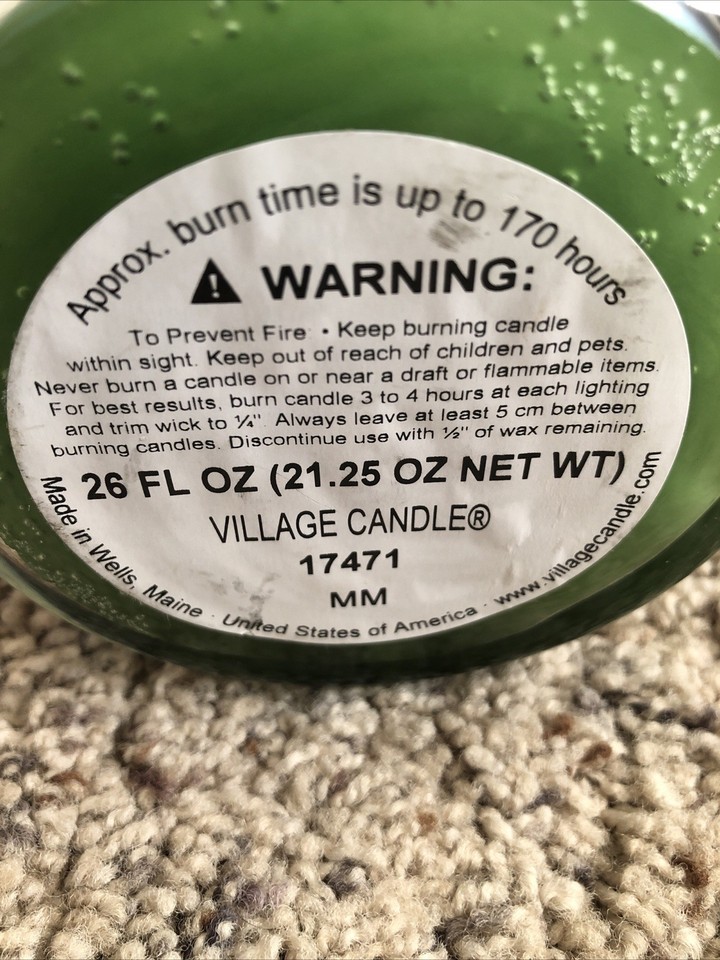 Approx. burn time is up to 170 hours
WARNING:
To Prevent Fire • Keep burning candle
within sight. Keep out of reach of children and pets.
Never burn a candle on or near a draft or flammable items.
For best results, burn candle 3 to 4 hours at each lighting
and trim wick to ¼". Always leave at least 5 cm between
burning candles. Discontinue use with ½" of wax remaining.
26 FL OZ (21.25 OZ NET WT)
VILLAGE CANDLE®
17471
MM
Made in Wells, Maine · United States of America · www.villagecandle.com